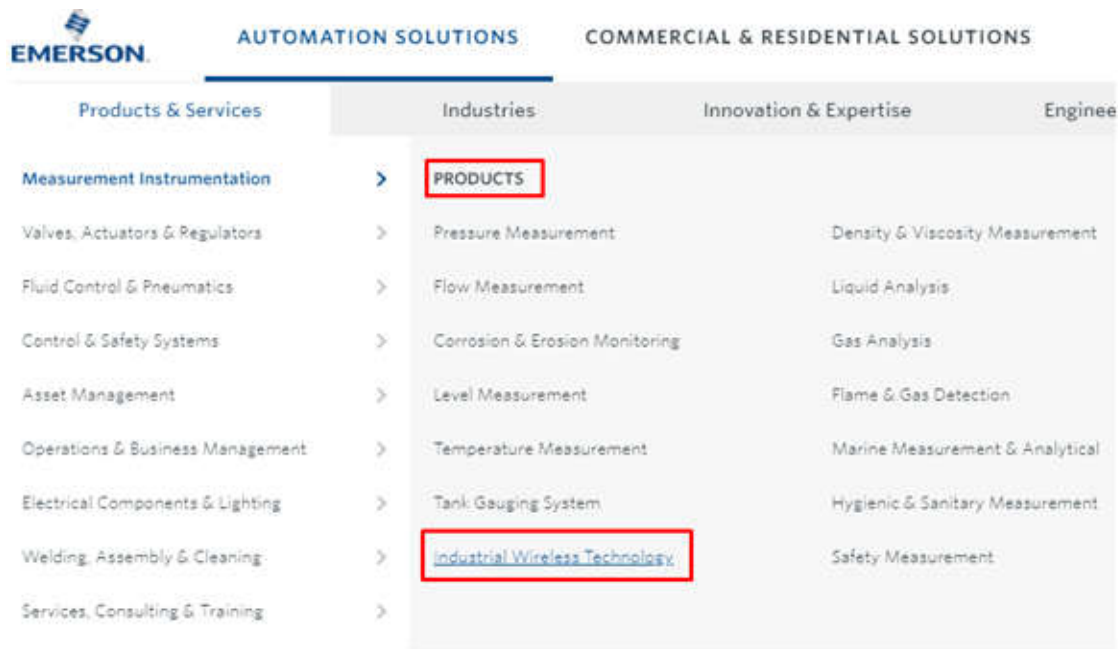 EMERSON.
AUTOMATION SOLUTIONS
COMMERCIAL & RESIDENTIAL SOLUTIONS
Products & Services
Industries
Innovation & Expertise
Enginee
Measurement Instrumentation
Valves, Actuators & Regulators
Fluid Control & Pneumatics
Control & Safety Systems
Asset Management
Operations & Business Management
Electrical Components & Lighting
Welding, Assembly & Cleaning
Services, Consulting & Training
PRODUCTS
Pressure Measurement
Flow Measurement
Corrosion & Erosion Monitoring
Level Measurement
Temperature Measurement
Tank Gauging System
Industrial Wireless Technology
Density & Viscosity Measurement
Liquid Analysis
Gas Analysis
Flame & Gas Detection
Marine Measurement & Analytical
Hygienic & Sanitary Measurement
Safety Measurement